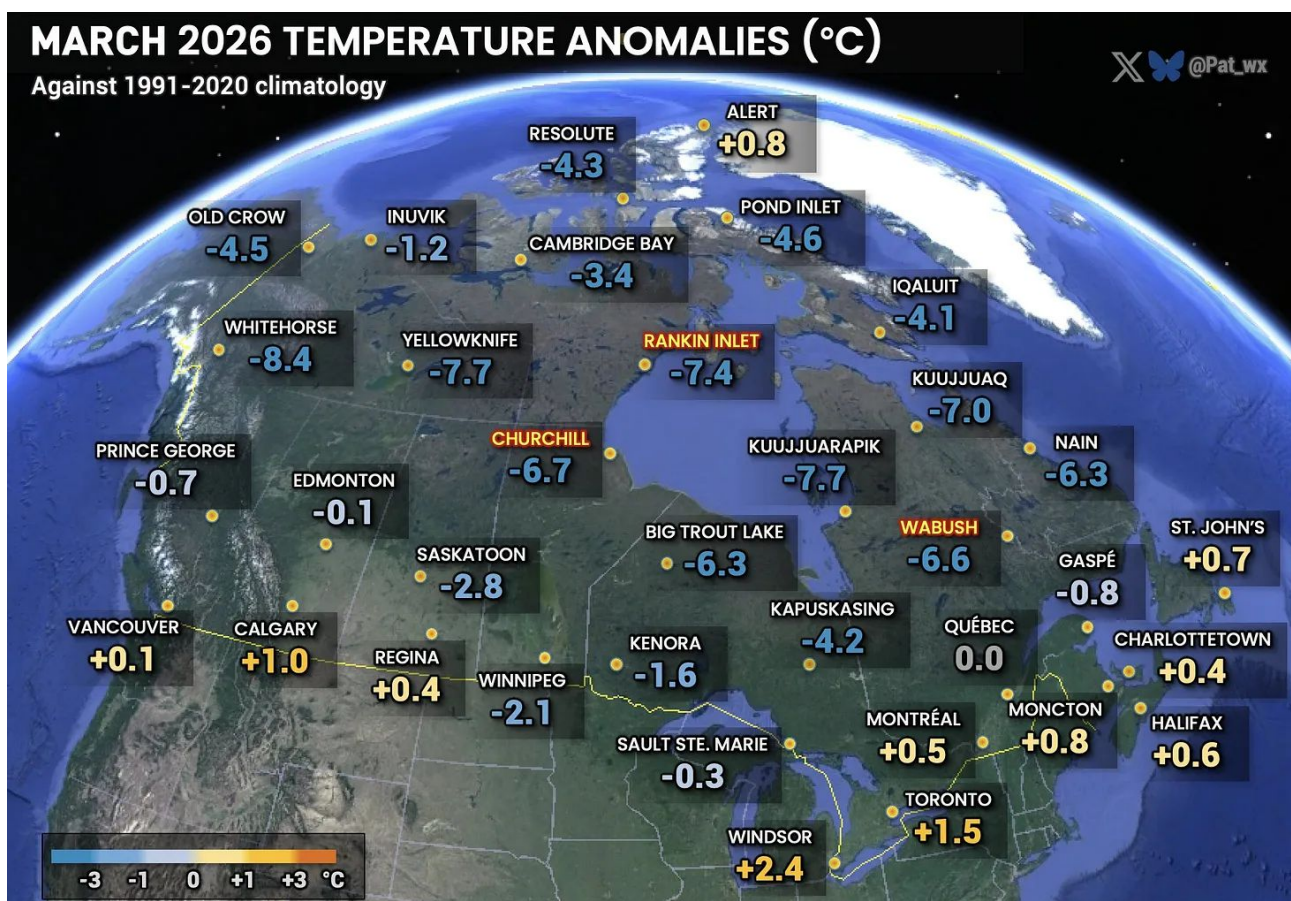 MARCH 2026 TEMPERATURE ANOMALIES (°C)
Against 1991-2020 climatology
@Pat_wx
ALERT
+0.8
RESOLUTE
-4.3
OLD CROW
-4.5
INUVIK
-1.2
POND INLET
-4.6
CAMBRIDGE BAY
-3.4
IQALUIT
-4.1
WHITEHORSE
-8.4
YELLOWKNIFE
-7.7
RANKIN INLET
-7.4
KUUJJUAQ
-7.0
PRINCE GEORGE
-0.7
EDMONTON
-0.1
CHURCHILL
-6.7
KUUJJUARAPIK
-7.7
NAIN
-6.3
SASKATOON
-2.8
BIG TROUT LAKE
-6.3
WABUSH
-6.6
ST. JOHN'S
+0.7
GASPÉ
-0.8
VANCOUVER
+0.1
CALGARY
+1.0
REGINA
+0.4
WINNIPEG
-2.1
KENORA
-1.6
KAPUSKASING
-4.2
QUÉBEC
0.0
CHARLOTTETOWN
+0.4
MONCTON
+0.8
HALIFAX
+0.6
SAULT STE. MARIE
-0.3
MONTRÉAL
+0.5
TORONTO
+1.5
WINDSOR
+2.4
-3 -1 0 +1 +3 °C